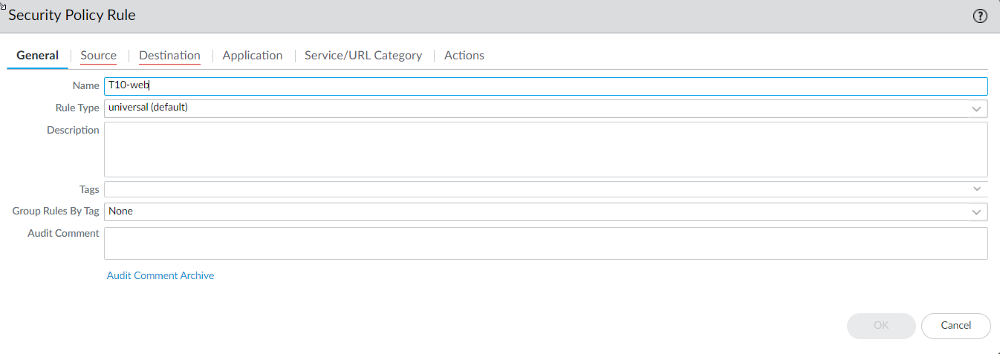 Security Policy Rule
General Source Destination Application Service/URL Category Actions
Name T10-web
Rule Type universal (default)
Description
Tags
Group Rules By Tag None
Audit Comment
Audit Comment Archive
OK Cancel